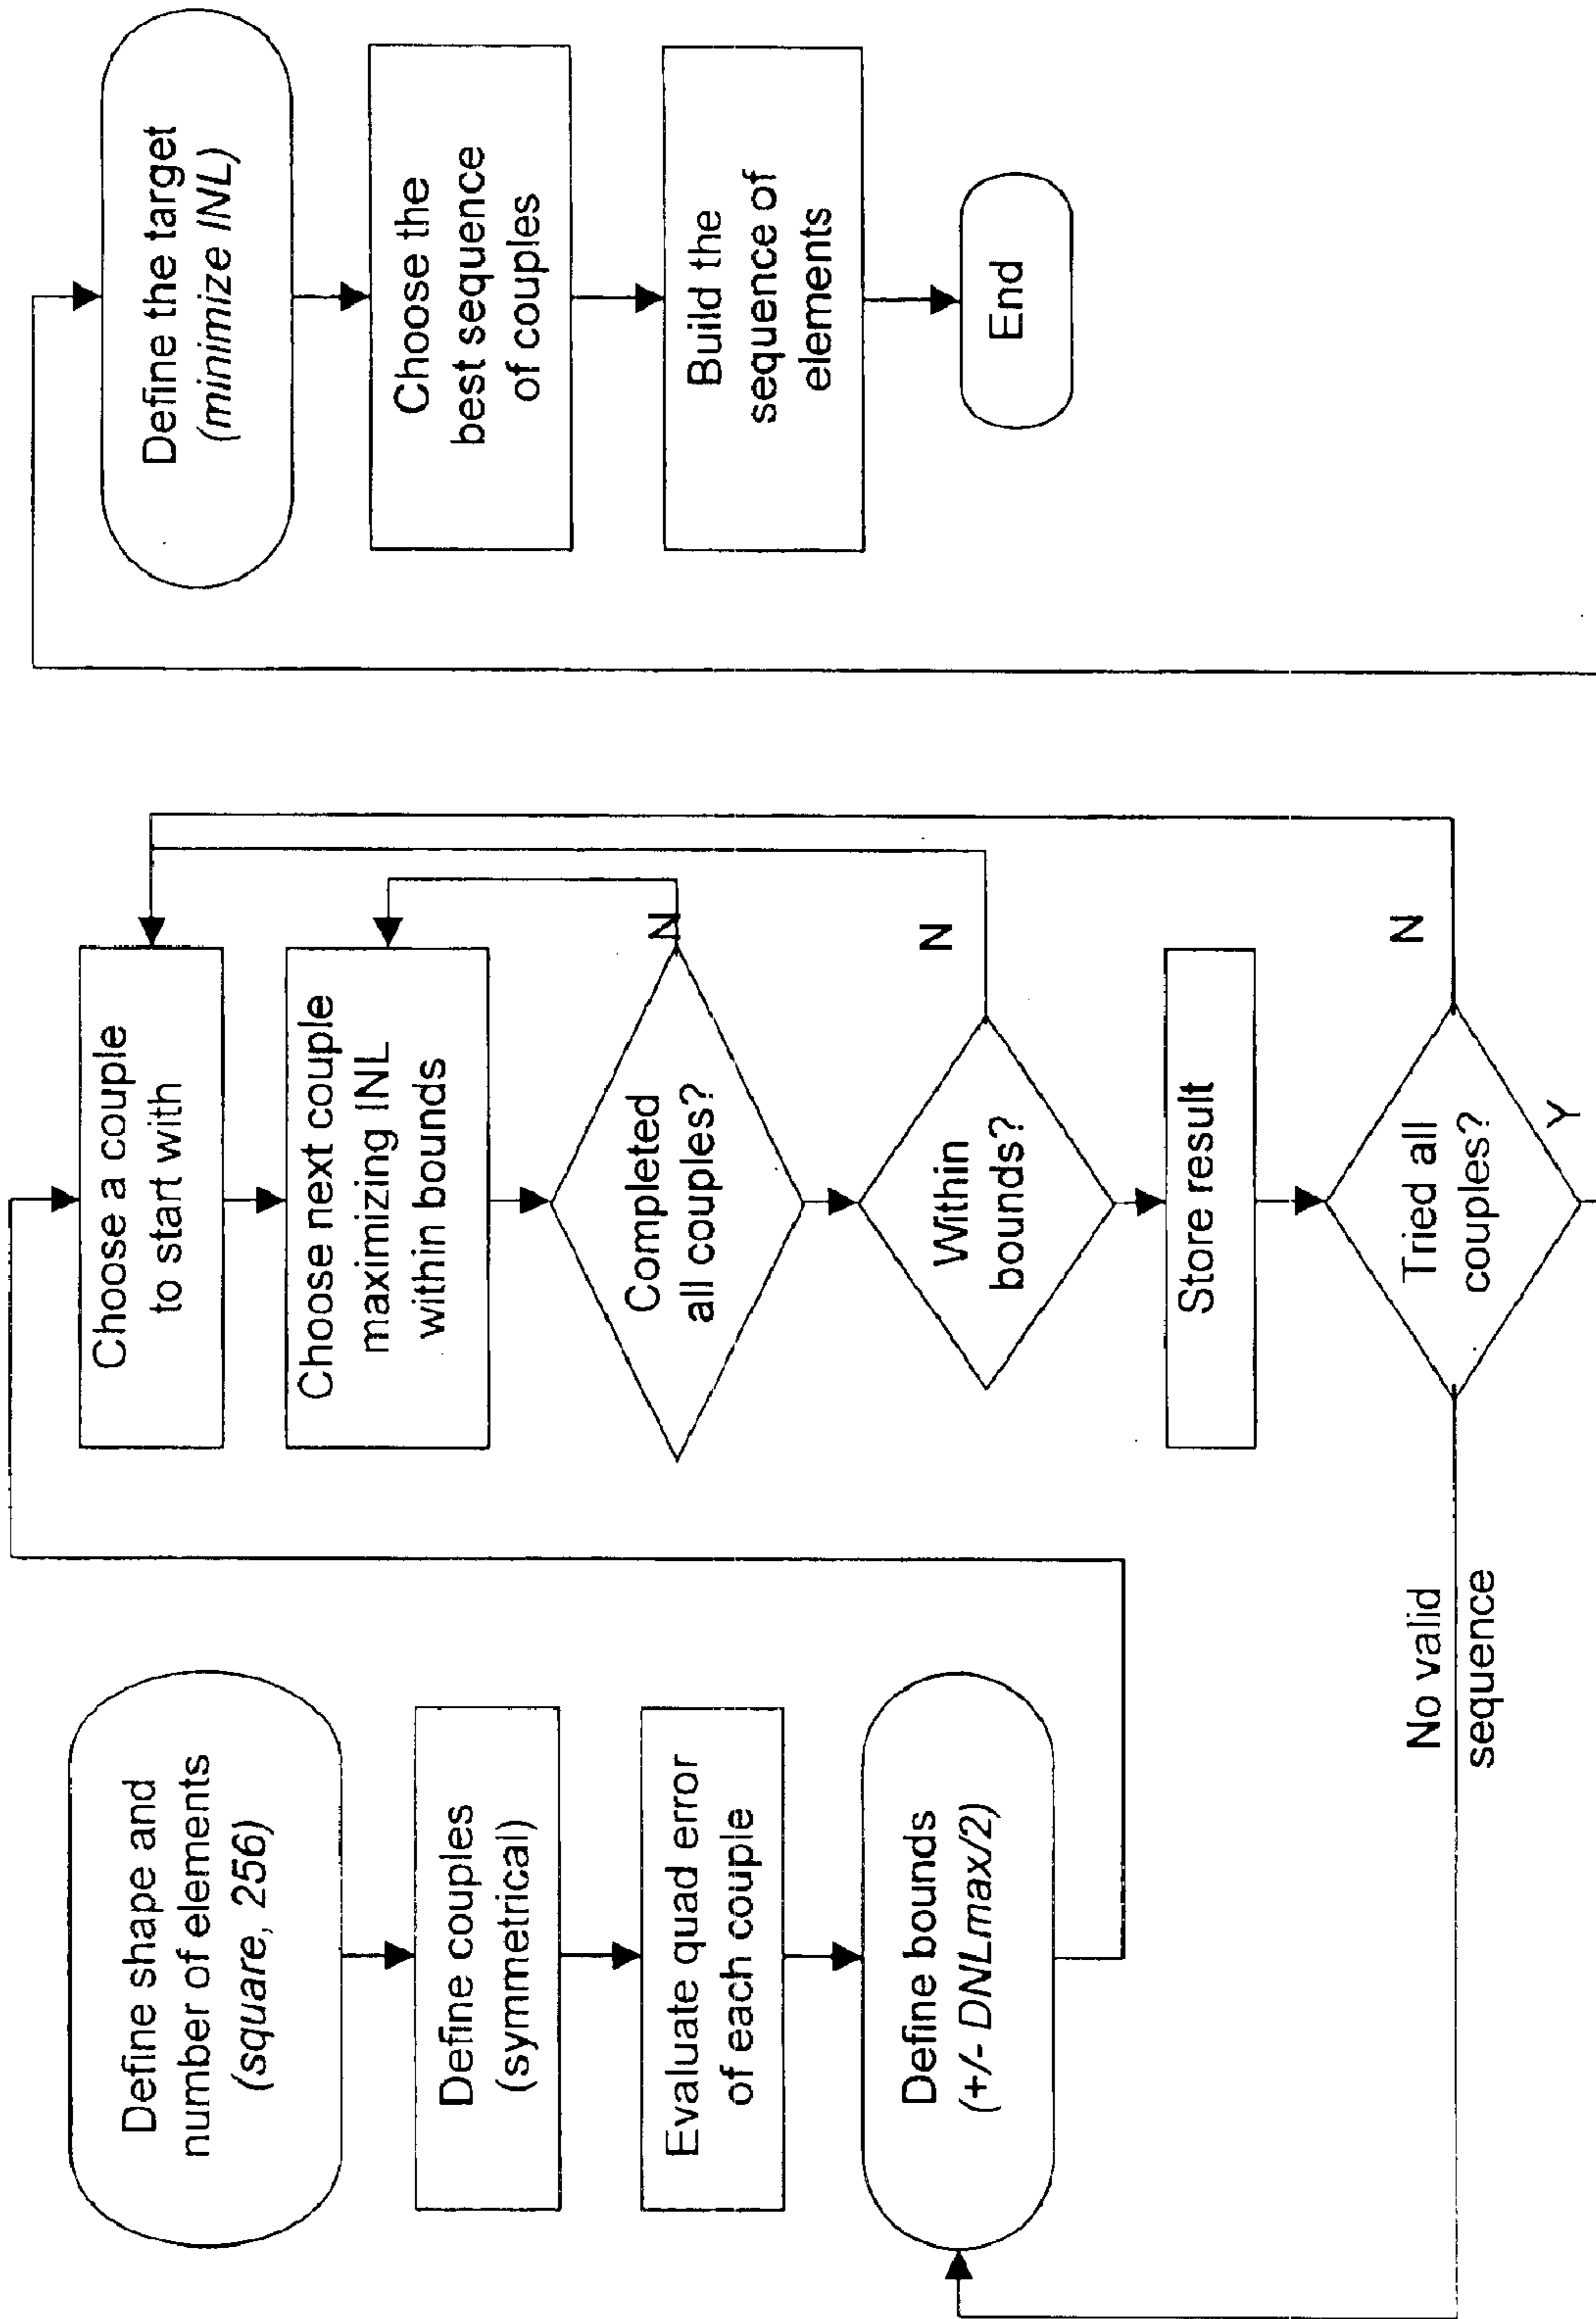 Define shape and
number of elements
(square, 256)
Define couples
(symmetrical)
Evaluate quad error
of each couple
Define bounds
(+/- DNLmax/2)
Choose a couple
to start with
Choose next couple
maximizing INL
within bounds
Completed
all couples?
N
Within
bounds?
N
Store result
Tried all
couples?
N
Y
No valid
sequence
Define the target
(minimize INL)
Choose the
best sequence
of couples
Build the
sequence of
elements
End